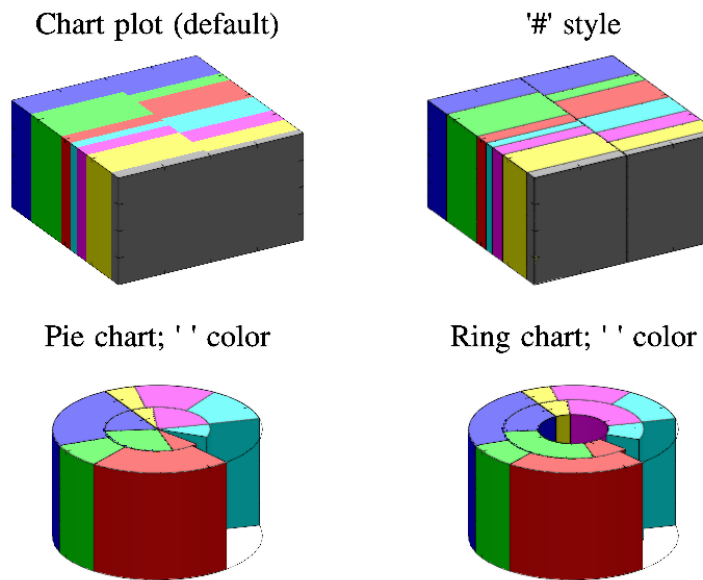 Chart plot (default)
'#' style
Pie chart; ' ' color
Ring chart; ' ' color